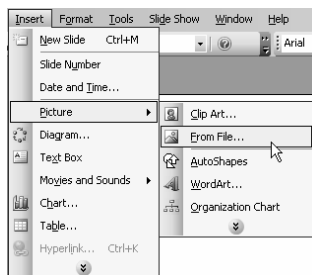 Insert Format Tools Slide Show Window Help
New Slide Ctrl+M
Arial
Slide Number
Date and Time...
Picture
Clip Art...
Diagram...
From File...
Text Box
AutoShapes
Movies and Sounds
WordArt...
Chart...
Organization Chart
Table...
Hyperlink... Ctrl+K